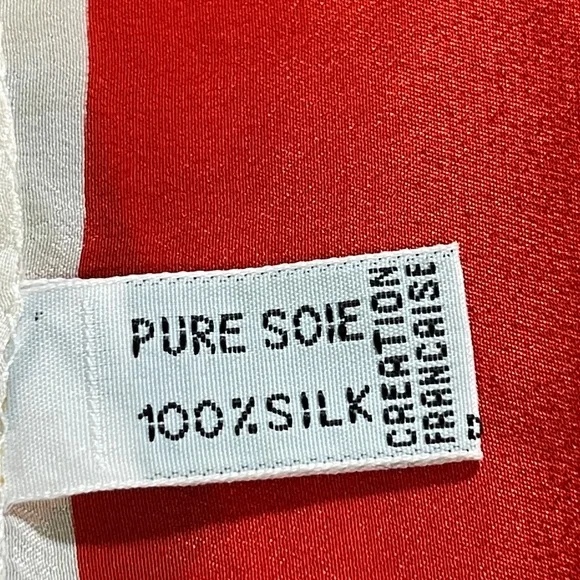 PURE SOIE
100% SILK
CREATION
FRANCAISE